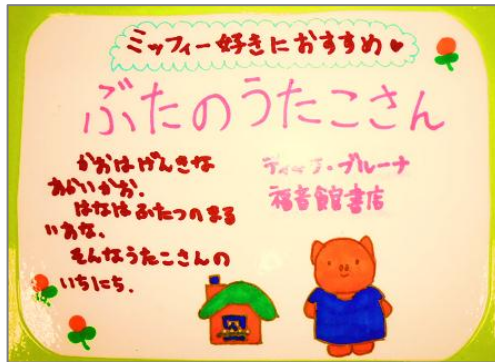 ミッフィー好きにおすすめ♥
ぶたのうたこさん
かおはげんきな
あかいかお。
はなはふたつのまる
いあな。
そんなうたこさんの
いちにち。
ディック・ブルーナ
福音館書店